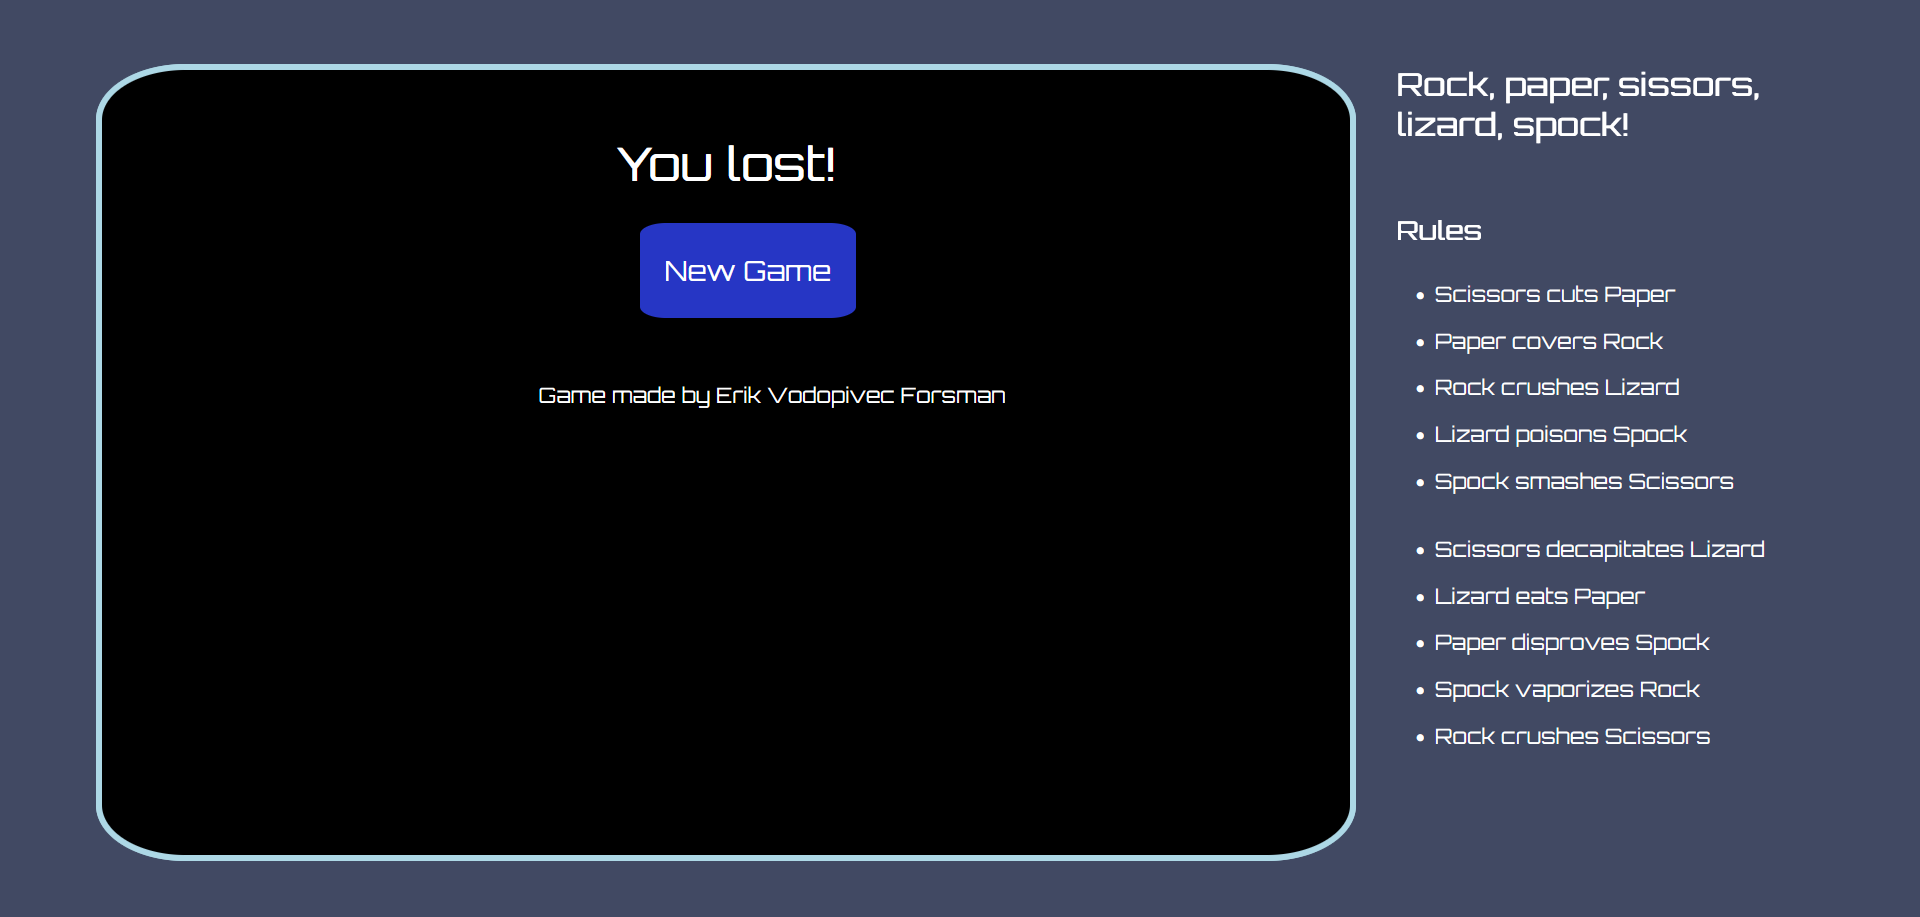 You lost!
New Game
Game made by Erik Vodopivec Forsman
Rock, paper, sissors,
lizard, spock!
Rules
• Scissors cuts Paper
• Paper covers Rock
• Rock crushes Lizard
• Lizard poisons Spock
• Spock smashes Scissors
• Scissors decapitates Lizard
• Lizard eats Paper
• Paper disproves Spock
• Spock vaporizes Rock
• Rock crushes Scissors